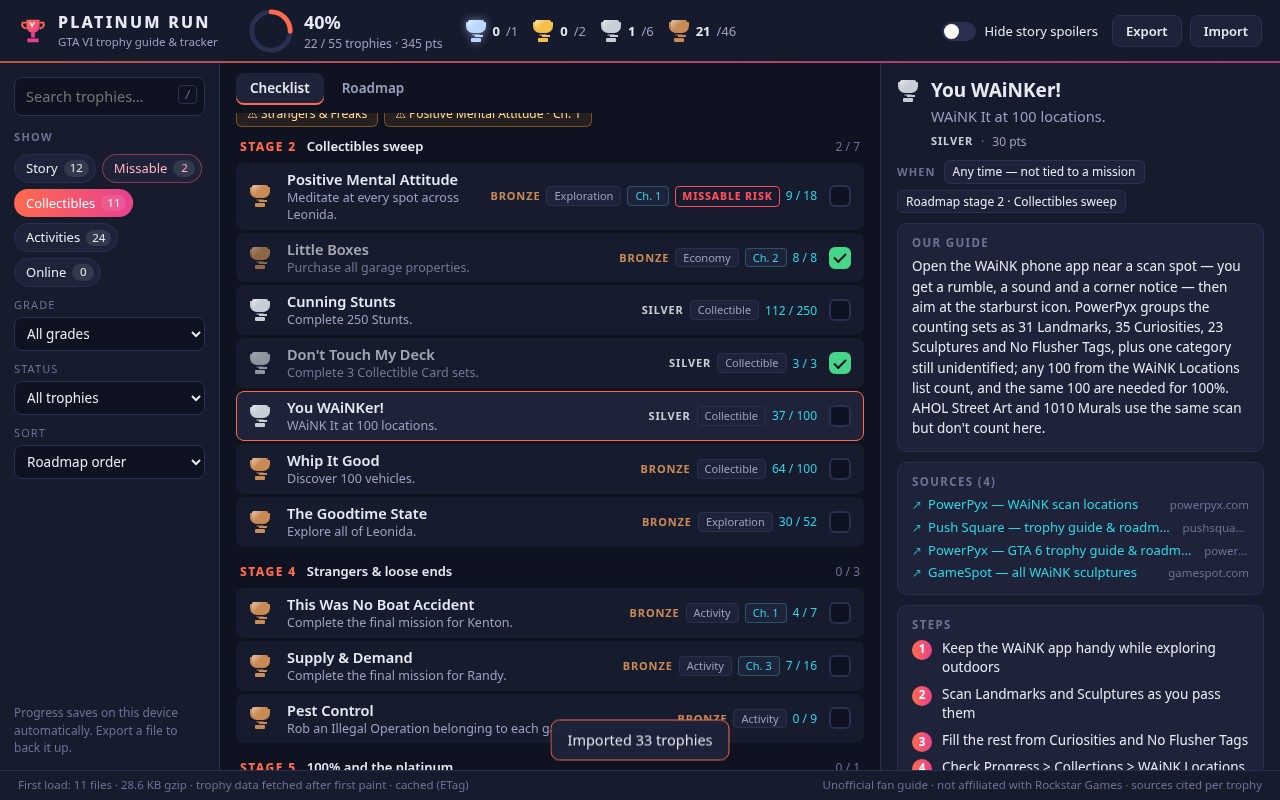 PLATINUM RUN
GTA VI trophy guide & tracker
40%
22 / 55 trophies · 345 pts
0 /1
0 /2
1 /6
21 /46
Hide story spoilers
Export
Import
Search trophies...
/
SHOW
Story 12
Missable 2
Collectibles 11
Activities 24
Online 0
GRADE
All grades
STATUS
All trophies
SORT
Roadmap order
Progress saves on this device
automatically. Export a file to
back it up.
Checklist
Roadmap
⚠ Strangers & Freaks
⚠ Positive Mental Attitude · Ch. 1
STAGE 2 Collectibles sweep 2 / 7
Positive Mental Attitude
Meditate at every spot across
Leonida.
BRONZE Exploration Ch. 1 MISSABLE RISK 9 / 18
Little Boxes
Purchase all garage properties.
BRONZE Economy Ch. 2 8 / 8
Cunning Stunts
Complete 250 Stunts.
SILVER Collectible 112 / 250
Don't Touch My Deck
Complete 3 Collectible Card sets.
SILVER Collectible 3 / 3
You WAiNKer!
WAiNK It at 100 locations.
SILVER Collectible 37 / 100
Whip It Good
Discover 100 vehicles.
BRONZE Collectible 64 / 100
The Goodtime State
Explore all of Leonida.
BRONZE Exploration 30 / 52
STAGE 4 Strangers & loose ends 0 / 3
This Was No Boat Accident
Complete the final mission for Kenton.
BRONZE Activity Ch. 1 4 / 7
Supply & Demand
Complete the final mission for Randy.
BRONZE Activity Ch. 3 7 / 16
Pest Control
Rob an Illegal Operation belonging to each
BRONZE Activity 0 / 9
Imported 33 trophies
STAGE 5 100% and the platinum 0 / 1
You WAiNKer!
WAiNK It at 100 locations.
SILVER · 30 pts
WHEN Any time — not tied to a mission
Roadmap stage 2 · Collectibles sweep
OUR GUIDE
Open the WAiNK phone app near a scan spot — you
get a rumble, a sound and a corner notice — then
aim at the starburst icon. PowerPyx groups the
counting sets as 31 Landmarks, 35 Curiosities, 23
Sculptures and No Flusher Tags, plus one category
still unidentified; any 100 from the WAiNK Locations
list count, and the same 100 are needed for 100%.
AHOL Street Art and 1010 Murals use the same scan
but don't count here.
SOURCES (4)
↗ PowerPyx — WAiNK scan locations powerpyx.com
↗ Push Square — trophy guide & roadm... pushsqua...
↗ PowerPyx — GTA 6 trophy guide & roadm... power...
↗ GameSpot — all WAiNK sculptures gamespot.com
STEPS
1 Keep the WAiNK app handy while exploring
outdoors
2 Scan Landmarks and Sculptures as you pass
them
3 Fill the rest from Curiosities and No Flusher Tags
4 Check Progress > Collections > WAiNK Locations
First load: 11 files · 28.6 KB gzip · trophy data fetched after first paint · cached (ETag)
Unofficial fan guide · not affiliated with Rockstar Games · sources cited per trophy